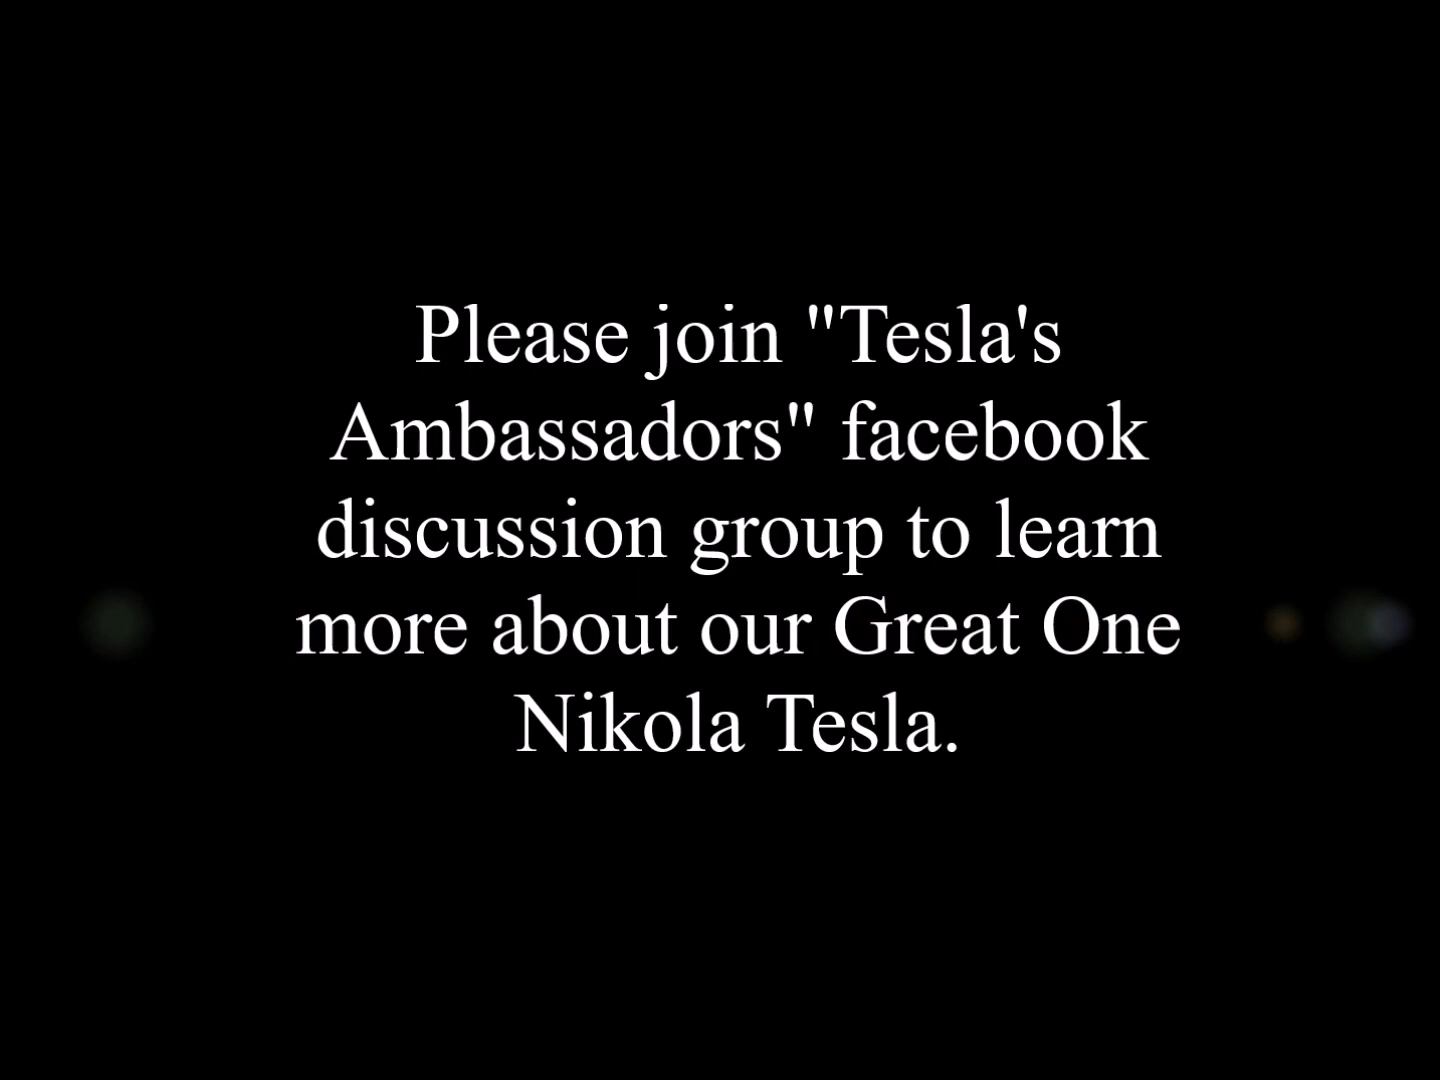 Please join "Tesla's
Ambassadors" facebook
discussion group to learn
more about our Great One
Nikola Tesla.